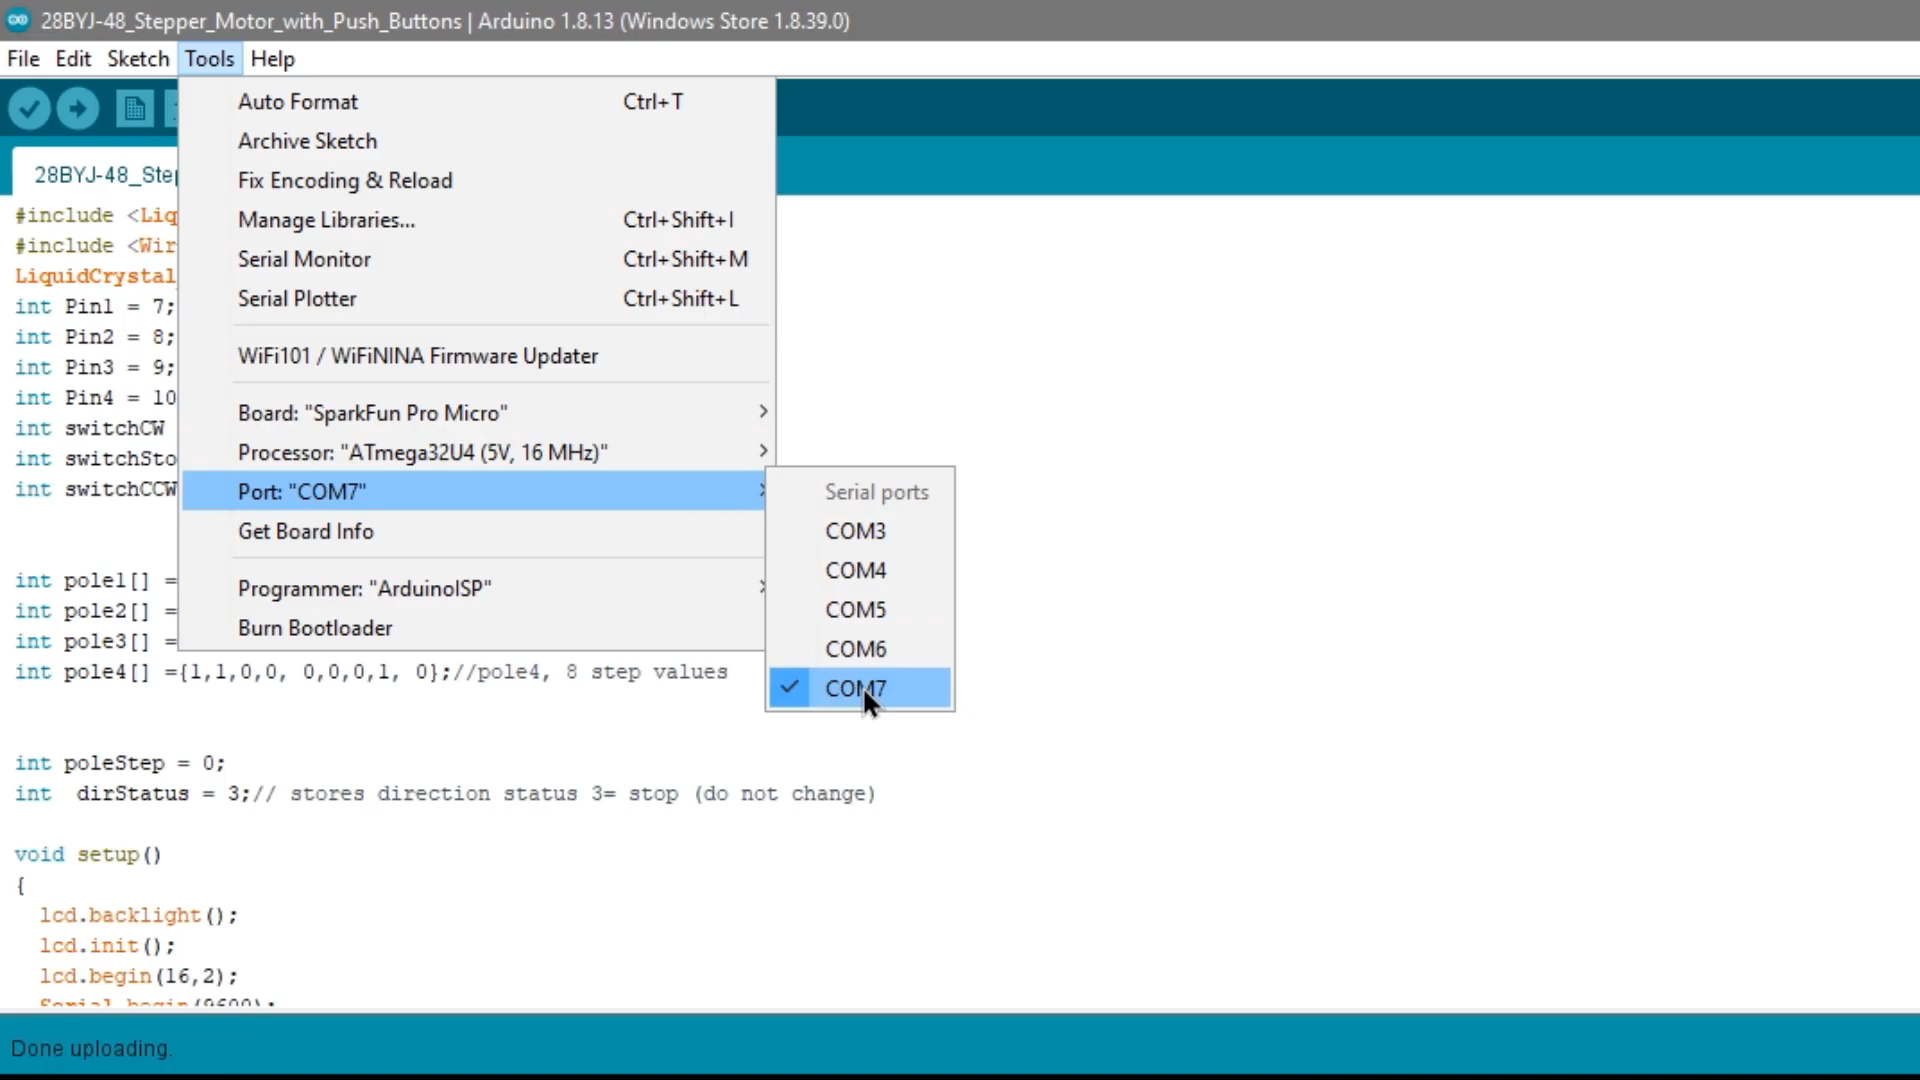 28BYJ-48_Stepper_Motor_with_Push_Buttons | Arduino 1.8.13 (Windows Store 1.8.39.0)
File Edit Sketch Tools Help
Auto Format Ctrl+T
Archive Sketch
Fix Encoding & Reload
Manage Libraries... Ctrl+Shift+I
Serial Monitor Ctrl+Shift+M
Serial Plotter Ctrl+Shift+L
WiFi101 / WiFiNINA Firmware Updater
Board: "SparkFun Pro Micro"
Processor: "ATmega32U4 (5V, 16 MHz)"
Port: "COM7"
Get Board Info
Programmer: "ArduinoISP"
Burn Bootloader
Serial ports
COM3
COM4
COM5
COM6
COM7
28BYJ-48_Step
#include <Liq
#include <Wir
LiquidCrystal
int Pin1 = 7;
int Pin2 = 8;
int Pin3 = 9;
int Pin4 = 10
int switchCW
int switchSto
int switchCCW
int pole1[] =
int pole2[] =
int pole3[] =
int pole4[] ={1,1,0,0, 0,0,0,1, 0};//pole4, 8 step values
int poleStep = 0;
int  dirStatus = 3;// stores direction status 3= stop (do not change)
void setup()
{
lcd.backlight();
lcd.init();
lcd.begin(16,2);
Serial.begin(9600);
Done uploading.